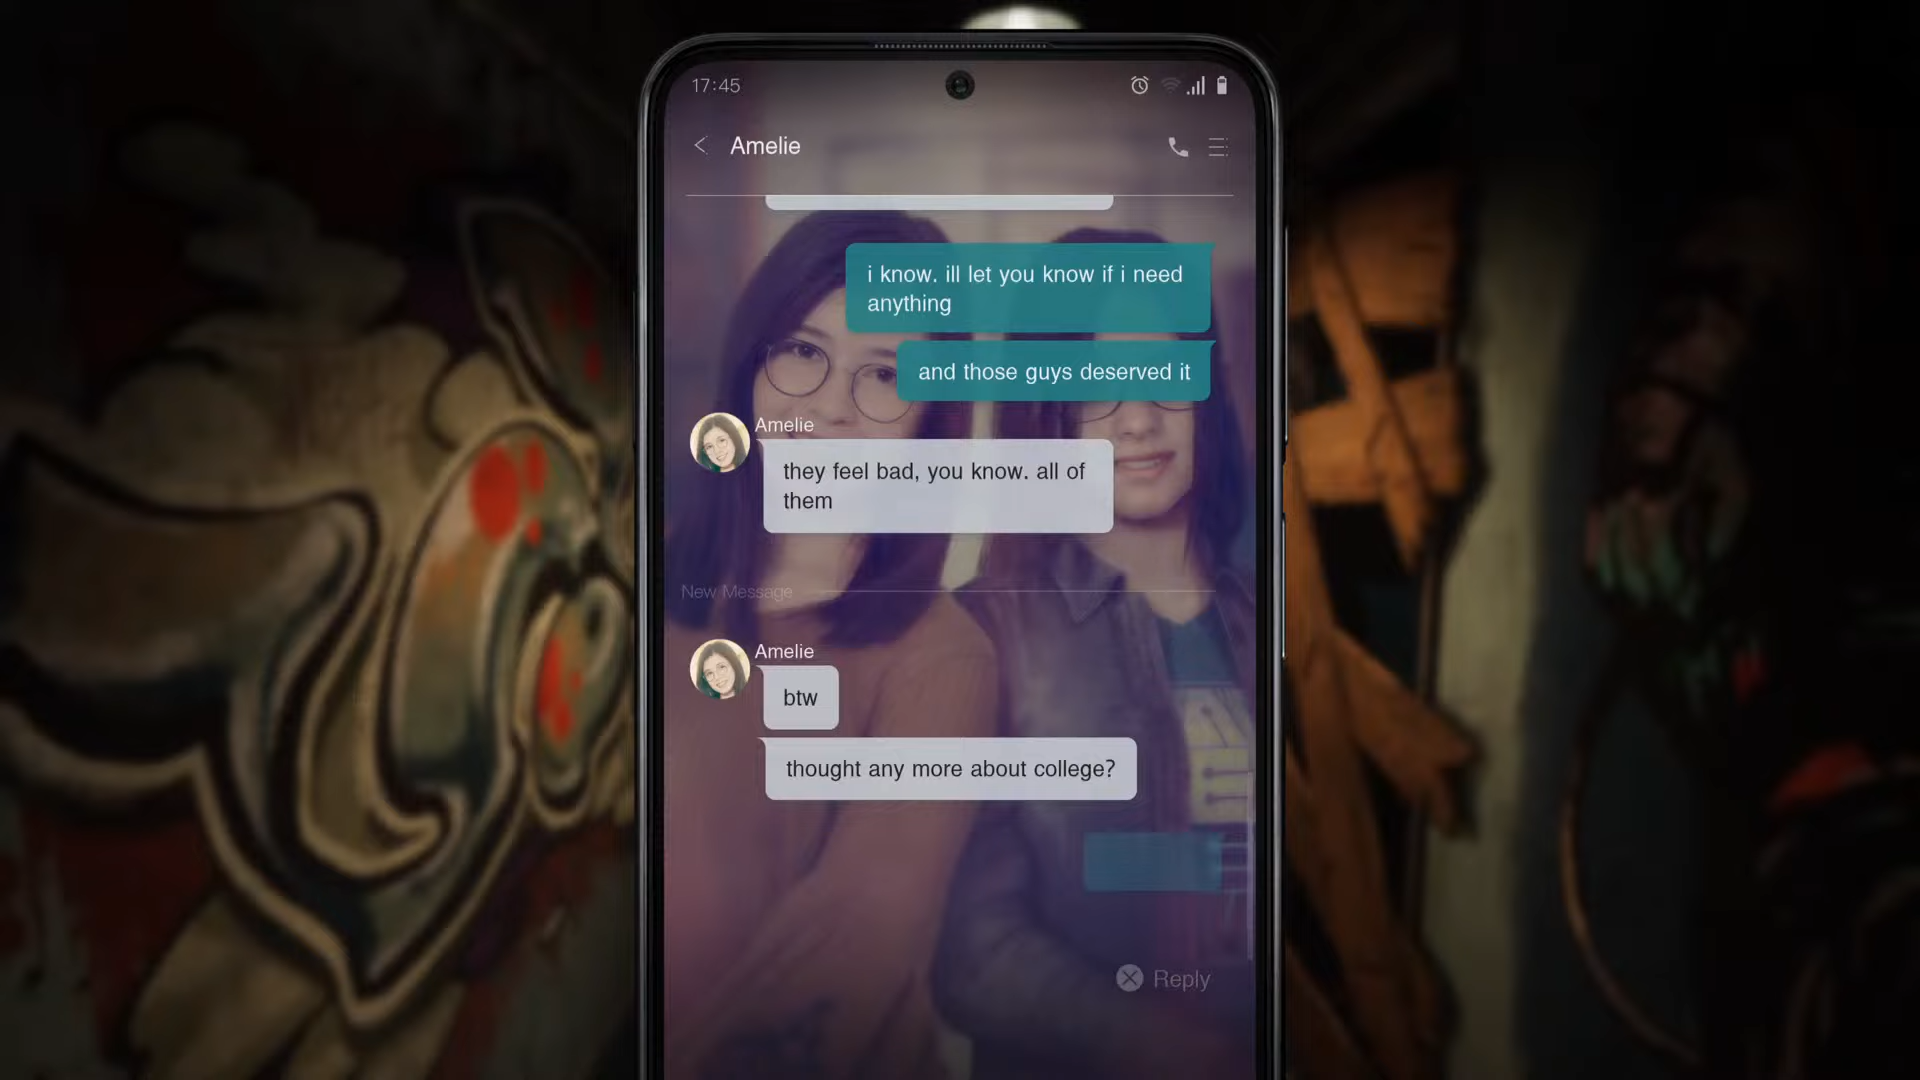 17:45
Amelie
i know. ill let you know if i need
anything
and those guys deserved it
Amelie
they feel bad, you know. all of
them
New Message
Amelie
btw
thought any more about college?
Reply